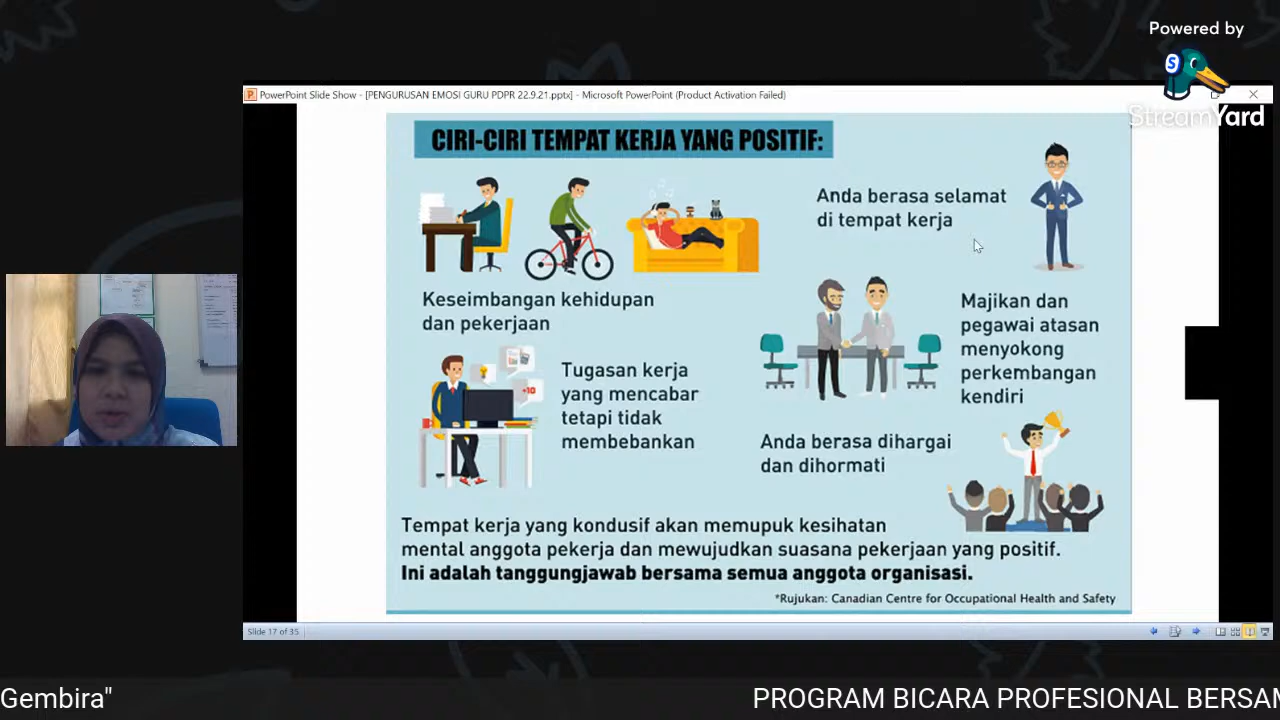 Powered by
StreamYard
PowerPoint Slide Show - [PENGURUSAN EMOSI GURU PDPR 22.9.21.pptx] - Microsoft PowerPoint (Product Activation Failed)
CIRI-CIRI TEMPAT KERJA YANG POSITIF:
Anda berasa selamat
di tempat kerja
Keseimbangan kehidupan
dan pekerjaan
Majikan dan
pegawai atasan
menyokong
perkembangan
kendiri
Tugasan kerja
yang mencabar
tetapi tidak
membebankan
+10
Anda berasa dihargai
dan dihormati
Tempat kerja yang kondusif akan memupuk kesihatan
mental anggota pekerja dan mewujudkan suasana pekerjaan yang positif.
Ini adalah tanggungjawab bersama semua anggota organisasi.
*Rujukan: Canadian Centre for Occupational Health and Safety
Slide 17 of 35
Gembira" PROGRAM BICARA PROFESIONAL BERSAM